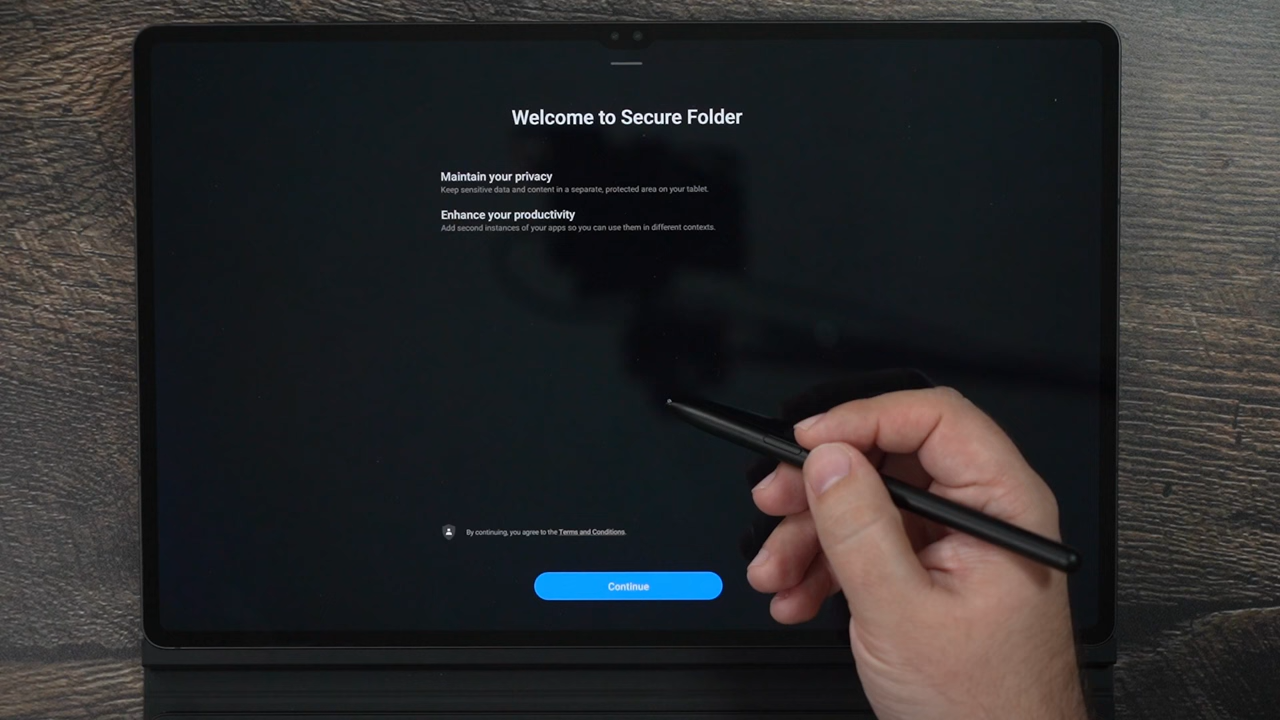 Welcome to Secure Folder
Maintain your privacy
Keep sensitive data and content in a separate, protected area on your tablet.
Enhance your productivity
Add second instances of your apps so you can use them in different contexts.
By continuing, you agree to the Terms and Conditions.
Continue